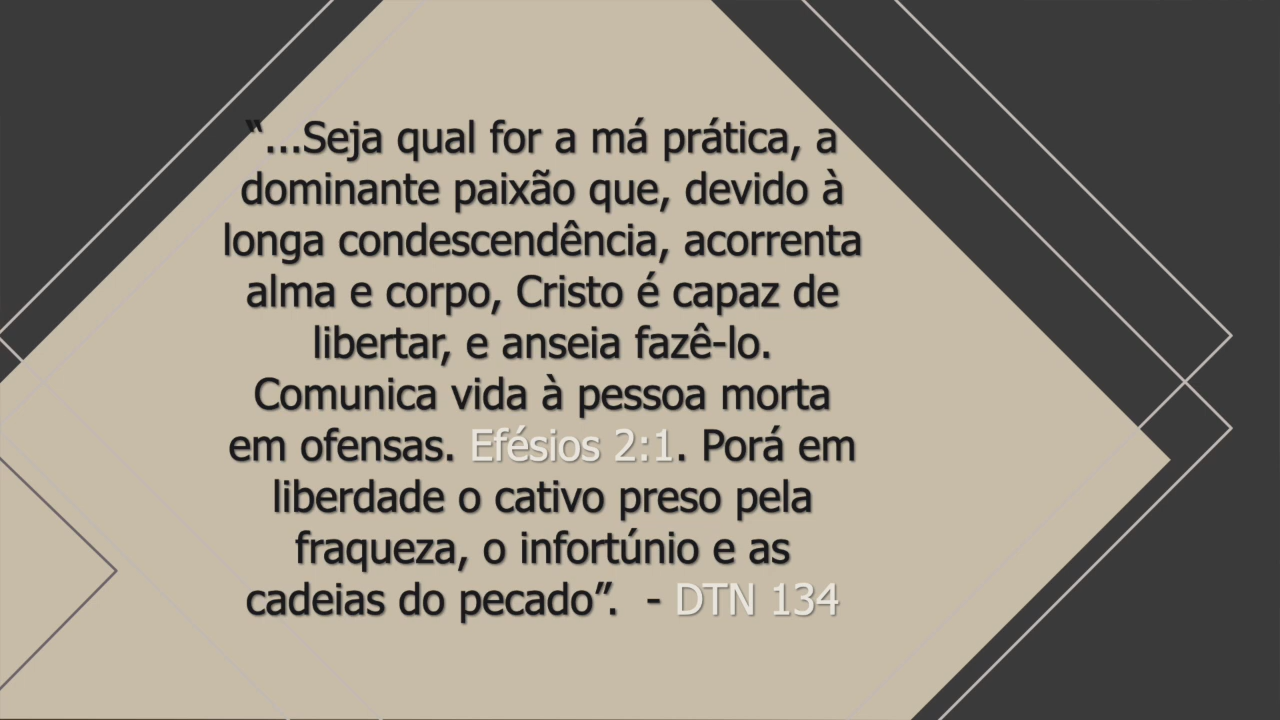 “...Seja qual for a má prática, a
dominante paixão que, devido à
longa condescendência, acorrenta
alma e corpo, Cristo é capaz de
libertar, e anseia fazê-lo.
Comunica vida à pessoa morta
em ofensas. Efésios 2:1. Porá em
liberdade o cativo preso pela
fraqueza, o infortúnio e as
cadeias do pecado”.  - DTN 134